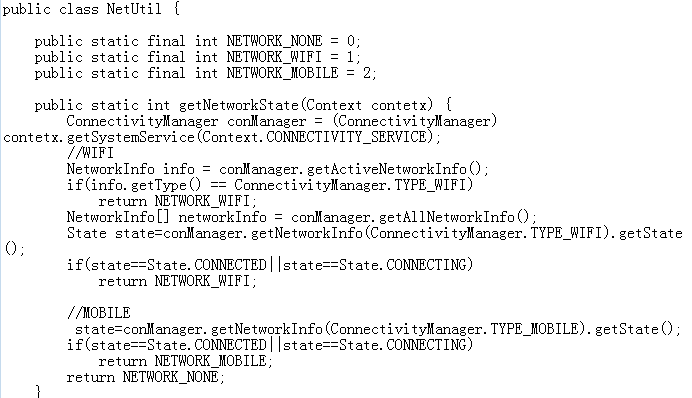 public class NetUtil {
public static final int NETWORK_NONE = 0;
public static final int NETWORK_WIFI = 1;
public static final int NETWORK_MOBILE = 2;
public static int getNetworkState(Context contetx) {
ConnectivityManager conManager = (ConnectivityManager)
contetx.getSystemService(Context.CONNECTIVITY_SERVICE);
//WIFI
NetworkInfo info = conManager.getActiveNetworkInfo();
if(info.getType() == ConnectivityManager.TYPE_WIFI)
return NETWORK_WIFI;
NetworkInfo[] networkInfo = conManager.getAllNetworkInfo();
State state=conManager.getNetworkInfo(ConnectivityManager.TYPE_WIFI).getState
();
if(state==State.CONNECTED||state==State.CONNECTING)
return NETWORK_WIFI;
//MOBILE
state=conManager.getNetworkInfo(ConnectivityManager.TYPE_MOBILE).getState();
if(state==State.CONNECTED||state==State.CONNECTING)
return NETWORK_MOBILE;
return NETWORK_NONE;
}